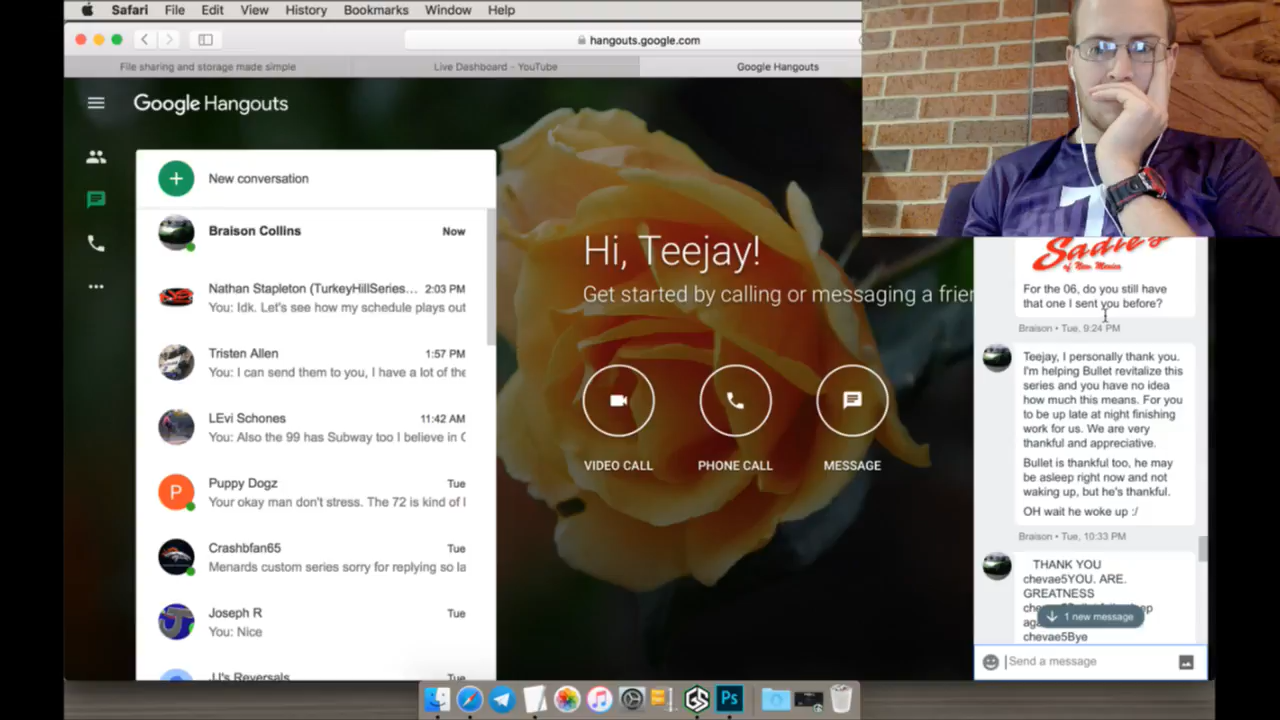 Safari File Edit View History Bookmarks Window Help
hangouts.google.com
File sharing and storage made simple
Live Dashboard - YouTube
Google Hangouts
Google Hangouts
New conversation
Braison Collins Now
Nathan Stapleton (TurkeyHillSeries... 2:03 PM
You: Idk. Let's see how my schedule plays out
Tristen Allen 1:57 PM
You: I can send them to you, I have a lot of the
LEvi Schones 11:42 AM
You: Also the 99 has Subway too I believe in
Puppy Dogz Tue
P
Your okay man don't stress. The 72 is kind of
Crashbfan65 Tue
Menards custom series sorry for replying so la
Joseph R Tue
You: Nice
JJ's Reversals
Hi, Teejay!
Get started by calling or messaging a frien
VIDEO CALL
PHONE CALL
MESSAGE
1
Sadie's
of New Mexico
For the 06, do you still have
that one I sent you before?
Braison • Tue, 9:24 PM
Teejay, I personally thank you.
I'm helping Bullet revitalize this
series and you have no idea
how much this means. For you
to be up late at night finishing
work for us. We are very
thankful and appreciative.
Bullet is thankful too, he may
be asleep right now and not
waking up, but he's thankful.
OH wait he woke up :/
Braison • Tue, 10:33 PM
THANK YOU
chevae5YOU. ARE.
GREATNESS
1 new message
chevae5Bye
Send a message
Ps